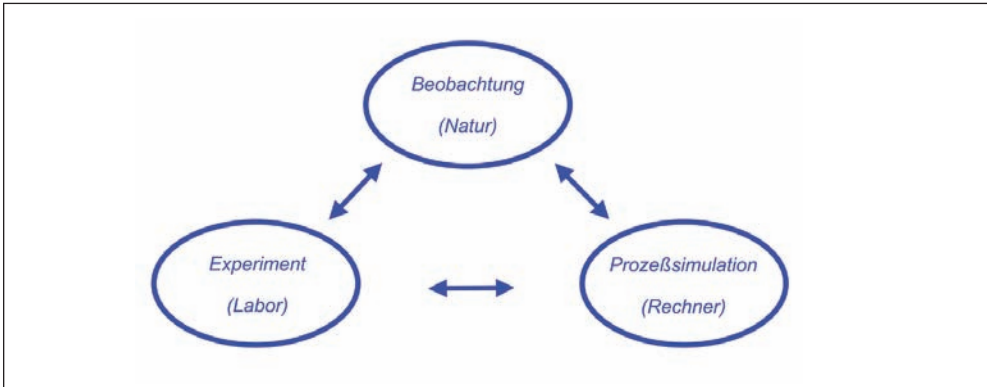 Beobachtung
(Natur)
Experiment
(Labor)
Prozeßsimulation
(Rechner)